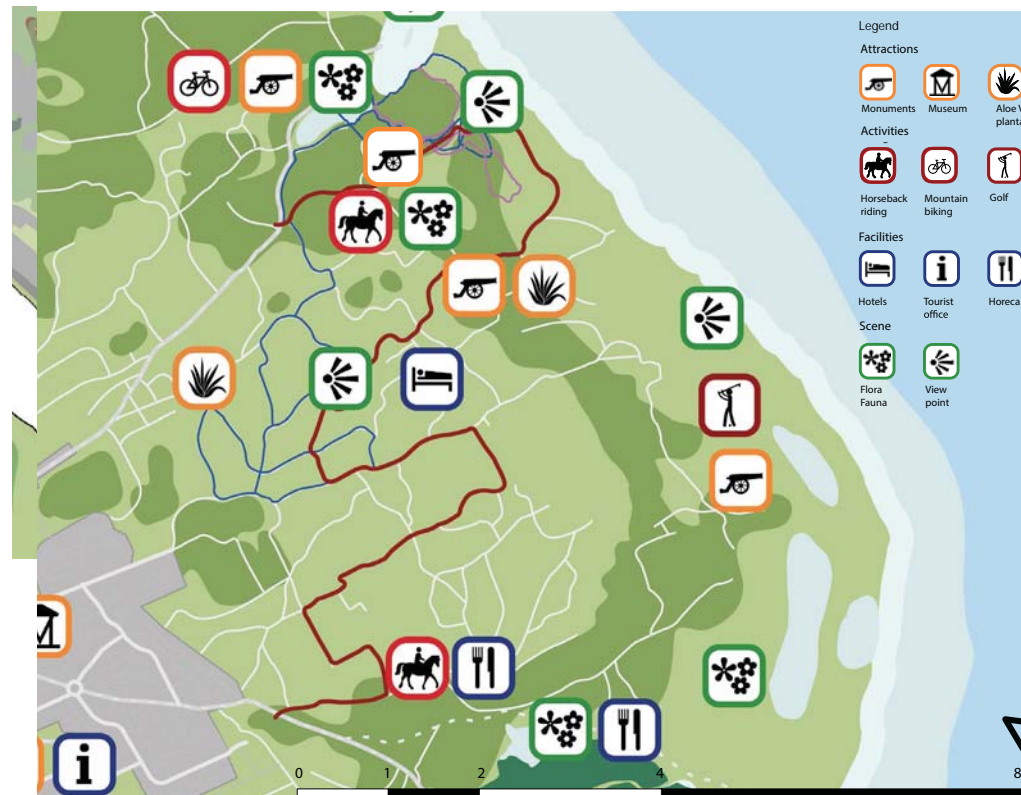 Legend
Attractions
Monuments Museum Aloe V
planta
Activities
Horseback Mountain Golf
riding biking
Facilities
Hotels Tourist Horeca
office
Scene
Flora View
Fauna point
0 1 2 4 8